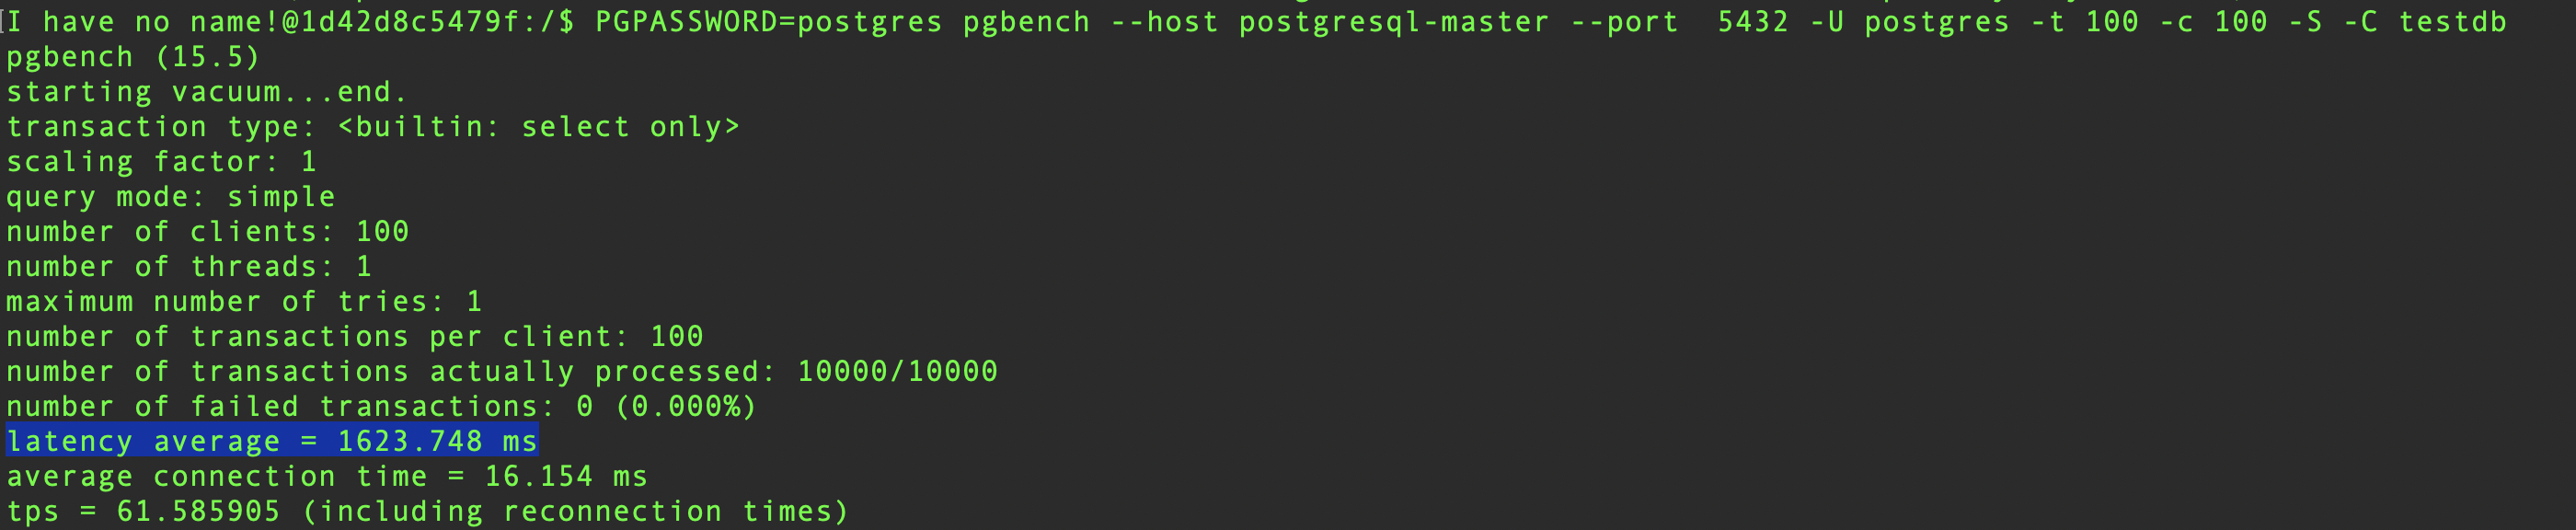 [I have no name!@1d42d8c5479f:/$ PGPASSWORD=postgres pgbench --host postgresql-master --port  5432 -U postgres -t 100 -c 100 -S -C testdb
pgbench (15.5)
starting vacuum...end.
transaction type: <builtin: select only>
scaling factor: 1
query mode: simple
number of clients: 100
number of threads: 1
maximum number of tries: 1
number of transactions per client: 100
number of transactions actually processed: 10000/10000
number of failed transactions: 0 (0.000%)
latency average = 1623.748 ms
average connection time = 16.154 ms
tps = 61.585905 (including reconnection times)